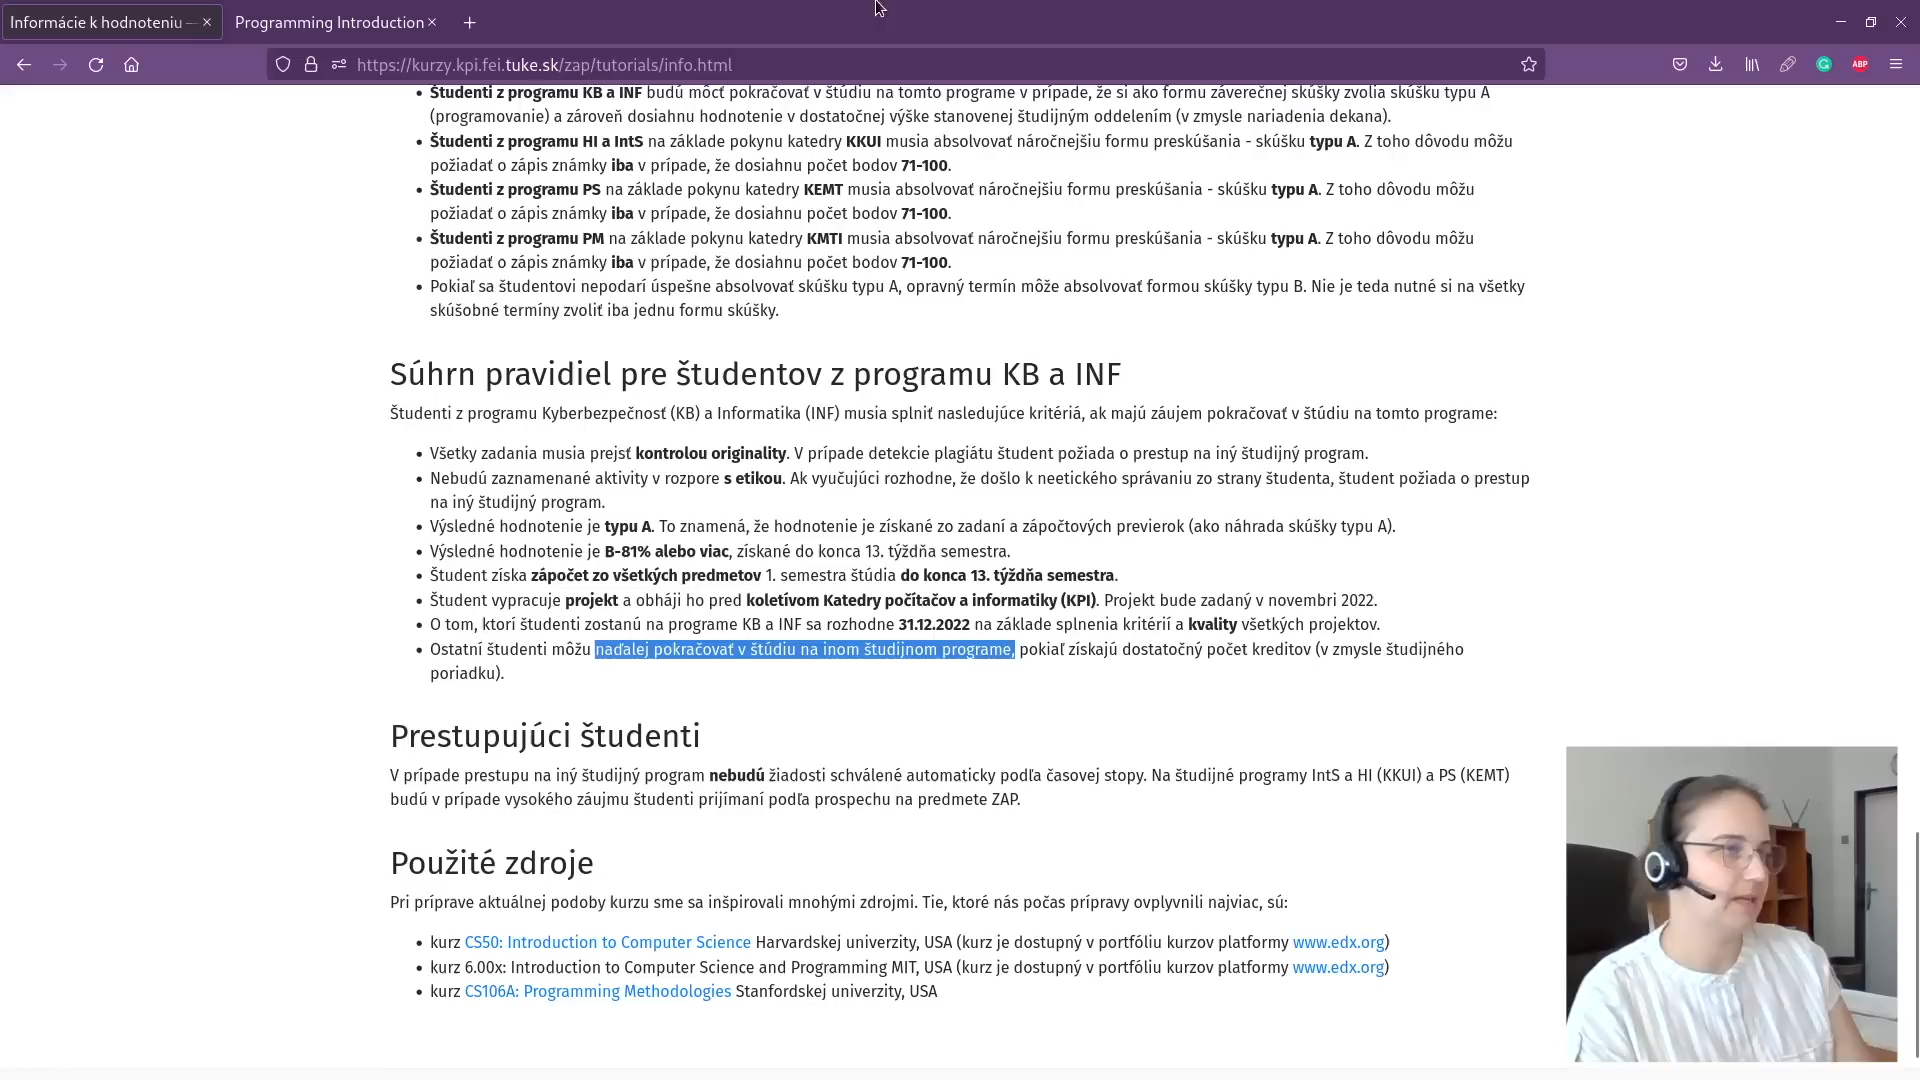 Informácie k hodnoteniu —
Programming Introduction
https://kurzy.kpi.fei.tuke.sk/zap/tutorials/info.html
ABP
• Študenti z programu KB a INF budú môcť pokračovať v štúdiu na tomto programe v prípade, že si ako formu záverečnej skúšky zvolia skúšku typu A
(programovanie) a zároveň dosiahnu hodnotenie v dostatočnej výške stanovenej študijným oddelením (v zmysle nariadenia dekana).
• Študenti z programu HI a IntS na základe pokynu katedry KKUI musia absolvovať náročnejšiu formu preskúšania - skúšku typu A. Z toho dôvodu môžu
požiadať o zápis známky iba v prípade, že dosiahnu počet bodov 71-100.
• Študenti z programu PS na základe pokynu katedry KEMT musia absolvovať náročnejšiu formu preskúšania - skúšku typu A. Z toho dôvodu môžu
požiadať o zápis známky iba v prípade, že dosiahnu počet bodov 71-100.
• Študenti z programu PM na základe pokynu katedry KMTI musia absolvovať náročnejšiu formu preskúšania - skúšku typu A. Z toho dôvodu môžu
požiadať o zápis známky iba v prípade, že dosiahnu počet bodov 71-100.
• Pokiaľ sa študentovi nepodarí úspešne absolvovať skúšku typu A, opravný termín môže absolvovať formou skúšky typu B. Nie je teda nutné si na všetky
skúšobné termíny zvoliť iba jednu formu skúšky.
Súhrn pravidiel pre študentov z programu KB a INF
Študenti z programu Kyberbezpečnosť (KB) a Informatika (INF) musia splniť nasledujúce kritériá, ak majú záujem pokračovať v štúdiu na tomto programe:
• Všetky zadania musia prejsť kontrolou originality. V prípade detekcie plagiátu študent požiada o prestup na iný študijný program.
• Nebudú zaznamenané aktivity v rozpore s etikou. Ak vyučujúci rozhodne, že došlo k neetického správaniu zo strany študenta, študent požiada o prestup
na iný študijný program.
• Výsledné hodnotenie je typu A. To znamená, že hodnotenie je získané zo zadaní a zápočtových previerok (ako náhrada skúšky typu A).
• Výsledné hodnotenie je B-81% alebo viac, získané do konca 13. týždňa semestra.
• Študent získa zápočet zo všetkých predmetov 1. semestra štúdia do konca 13. týždňa semestra.
• Študent vypracuje projekt a obháji ho pred koletívom Katedry počítačov a informatiky (KPI). Projekt bude zadaný v novembri 2022.
• O tom, ktorí študenti zostanú na programe KB a INF sa rozhodne 31.12.2022 na základe splnenia kritérií a kvality všetkých projektov.
• Ostatní študenti môžu naďalej pokračovať v štúdiu na inom študijnom programe, pokiaľ získajú dostatočný počet kreditov (v zmysle študijného
poriadku).
Prestupujúci študenti
V prípade prestupu na iný študijný program nebudú žiadosti schválené automaticky podľa časovej stopy. Na študijné programy IntS a HI (KKUI) a PS (KEMT)
budú v prípade vysokého záujmu študenti prijímaní podľa prospechu na predmete ZAP.
Použité zdroje
Pri príprave aktuálnej podoby kurzu sme sa inšpirovali mnohými zdrojmi. Tie, ktoré nás počas prípravy ovplyvnili najviac, sú:
• kurz CS50: Introduction to Computer Science Harvardskej univerzity, USA (kurz je dostupný v portfóliu kurzov platformy www.edx.org)
• kurz 6.00x: Introduction to Computer Science and Programming MIT, USA (kurz je dostupný v portfóliu kurzov platformy www.edx.org)
• kurz CS106A: Programming Methodologies Stanfordskej univerzity, USA